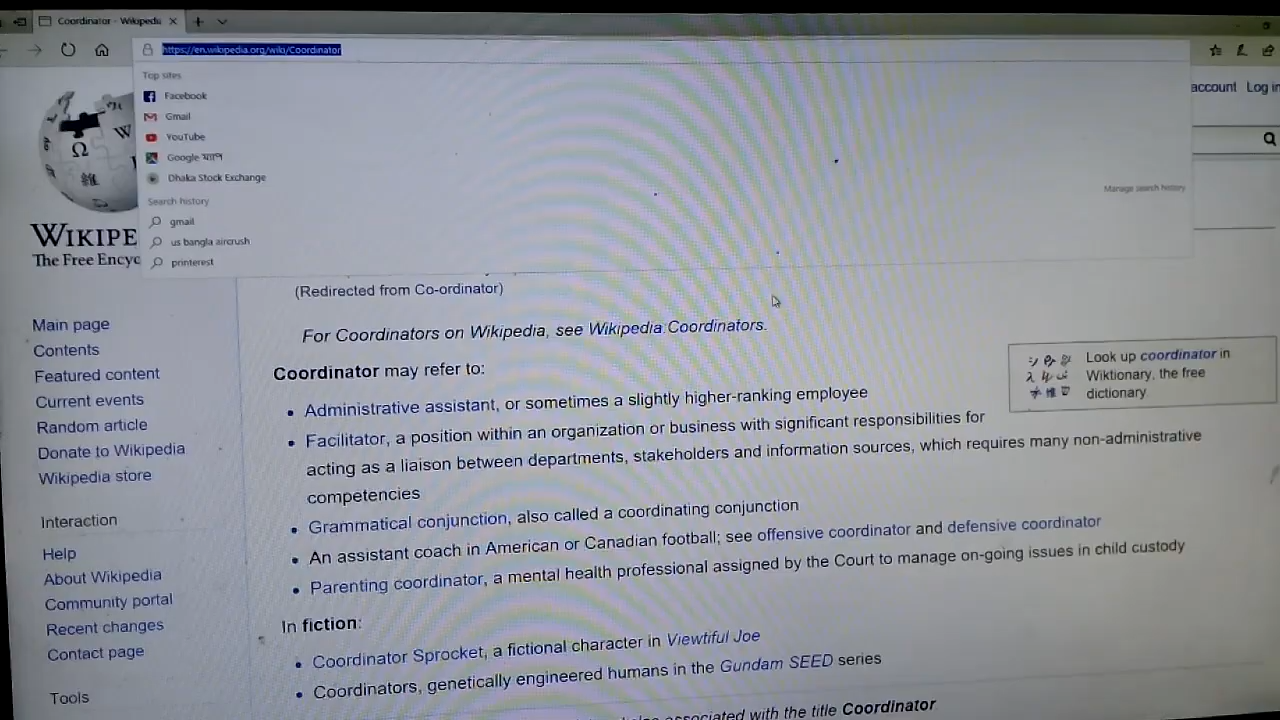 Coordinator - Wikipedia
https://en.wikipedia.org/wiki/Coordinator
Top sites
Facebook
Gmail
YouTube
Google ম্যাপ
Dhaka Stock Exchange
Search history
gmail
us bangla aircrush
printerest
Manage search history
account Log in
WIKIPE
The Free Encyc
Main page
Contents
Featured content
Current events
Random article
Donate to Wikipedia
Wikipedia store
Interaction
Help
About Wikipedia
Community portal
Recent changes
Contact page
Tools
(Redirected from Co-ordinator)
For Coordinators on Wikipedia, see Wikipedia:Coordinators.
Coordinator may refer to:
Administrative assistant, or sometimes a slightly higher-ranking employee
Facilitator, a position within an organization or business with significant responsibilities for
acting as a liaison between departments, stakeholders and information sources, which requires many non-administrative
competencies
Grammatical conjunction, also called a coordinating conjunction
An assistant coach in American or Canadian football; see offensive coordinator and defensive coordinator
Parenting coordinator, a mental health professional assigned by the Court to manage on-going issues in child custody
In fiction:
Coordinator Sprocket, a fictional character in Viewtiful Joe
Coordinators, genetically engineered humans in the Gundam SEED series
associated with the title Coordinator
Look up coordinator in
Wiktionary, the free
dictionary